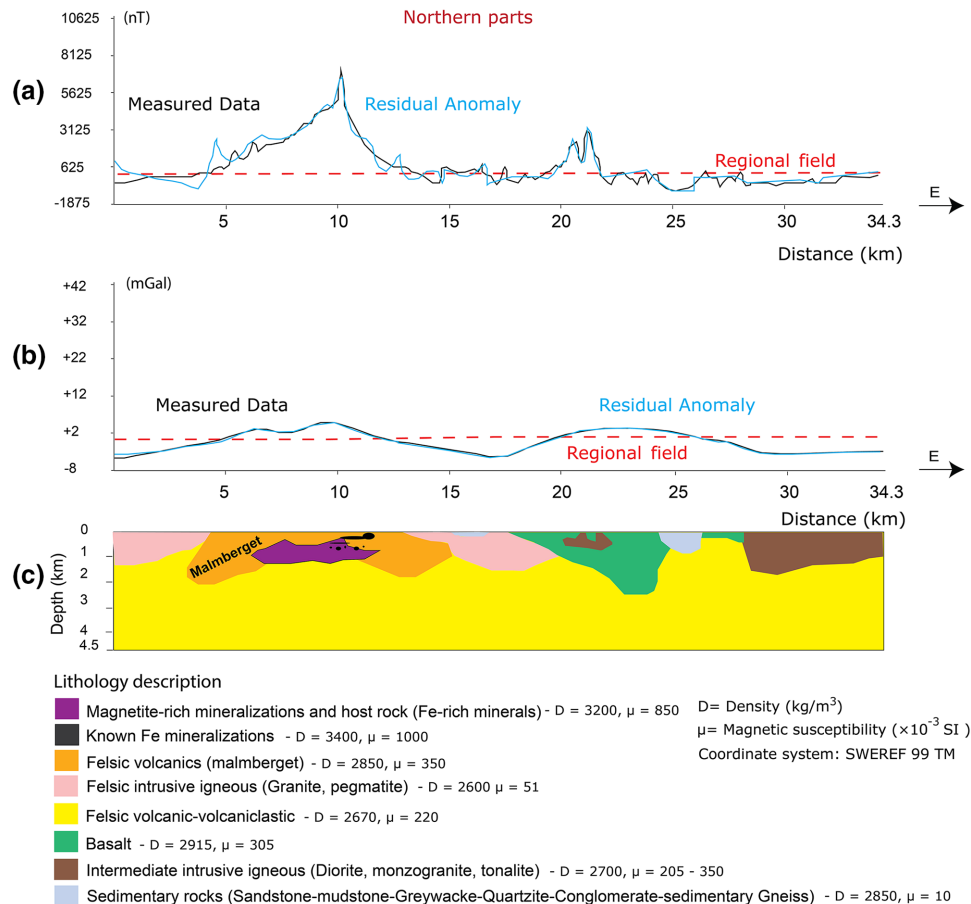 10625 (nT) Northern parts
8125
(a)
5625
Measured Data Residual Anomaly
3125
625 Regional field
-1875
5 10 15 20 25 30 34.3 E
Distance (km)
+42 (mGal)
+32
(b)
+22
+12
Measured Data Residual Anomaly
+2
Regional field
-8
5 10 15 20 25 30 34.3 E
Distance (km)
0
1
Malmberget
(c)
2
3
4
4.5
Depth (km)
Lithology description
Magnetite-rich mineralizations and host rock (Fe-rich minerals) - D = 3200, μ = 850
Known Fe mineralizations - D = 3400, μ = 1000
Felsic volcanics (malmberget) - D = 2850, μ = 350
Felsic intrusive igneous (Granite, pegmatite) - D = 2600 μ = 51
Felsic volcanic-volcaniclastic - D = 2670, μ = 220
Basalt - D = 2915, μ = 305
Intermediate intrusive igneous (Diorite, monzogranite, tonalite) - D = 2700, μ = 205 - 350
Sedimentary rocks (Sandstone-mudstone-Greywacke-Quartzite-Conglomerate-sedimentary Gneiss) - D = 2850, μ = 10
D= Density (kg/m³)
μ= Magnetic susceptibility (×10⁻³ SI )
Coordinate system: SWEREF 99 TM